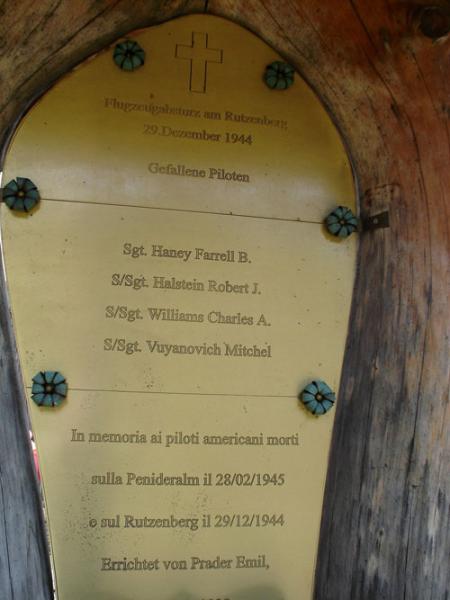 Flugzeugabsturz am Rutzenberg
29.Dezember 1944
Gefallene Piloten
Sgt. Haney Farrell B.
S/Sgt. Halstein Robert J.
S/Sgt. Williams Charles A.
S/Sgt. Vuyanovich Mitchel
In memoria ai piloti americani morti
sulla Penideralm il 28/02/1945
e sul Rutzenberg il 29/12/1944
Errichtet von Prader Emil,